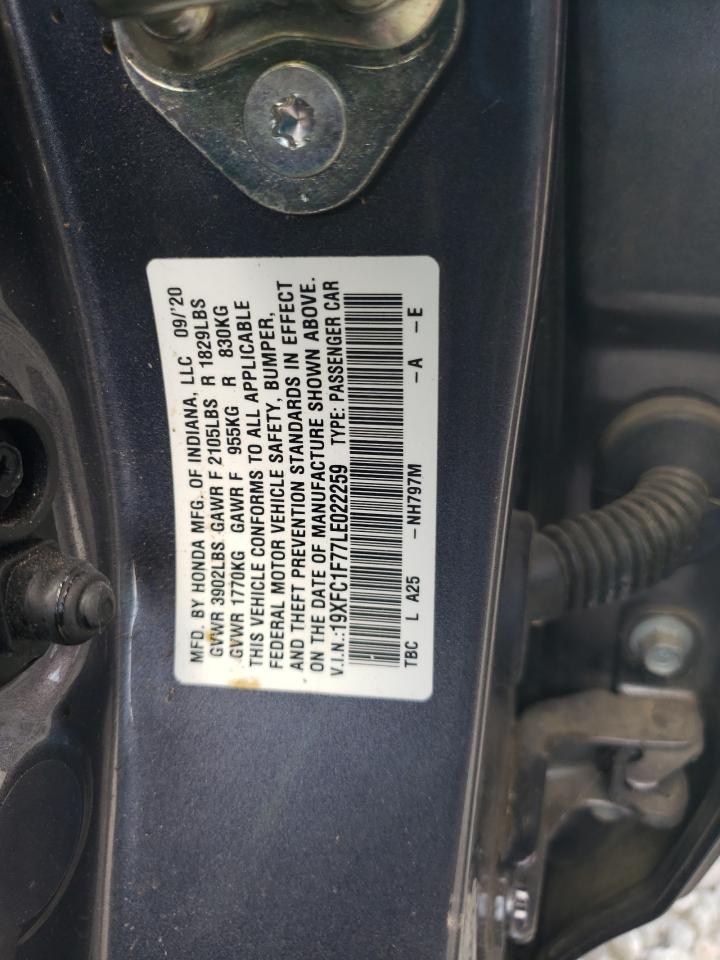 MFD. BY HONDA MFG. OF INDIANA, LLC 09/'20
GVWR 3902LBS GAWR F 2105LBS R 1829LBS
GVWR 1770KG GAWR F 955KG R 830KG
THIS VEHICLE CONFORMS TO ALL APPLICABLE
FEDERAL MOTOR VEHICLE SAFETY, BUMPER,
AND THEFT PREVENTION STANDARDS IN EFFECT
ON THE DATE OF MANUFACTURE SHOWN ABOVE.
V.I.N.:19XFC1F77LE022259 TYPE: PASSENGER CAR
TBC L A25 -NH797M -A -E